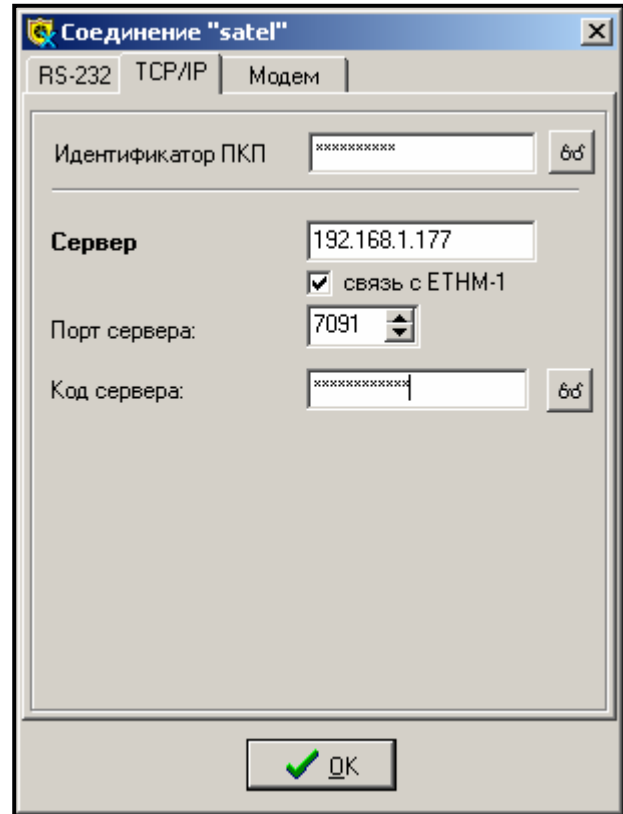 Соединение "satel"
RS-232 TCP/IP Модем
Идентификатор ПКП **********
Сервер 192.168.1.177
связь с ETHM-1
Порт сервера: 7091
Код сервера: ************
OK